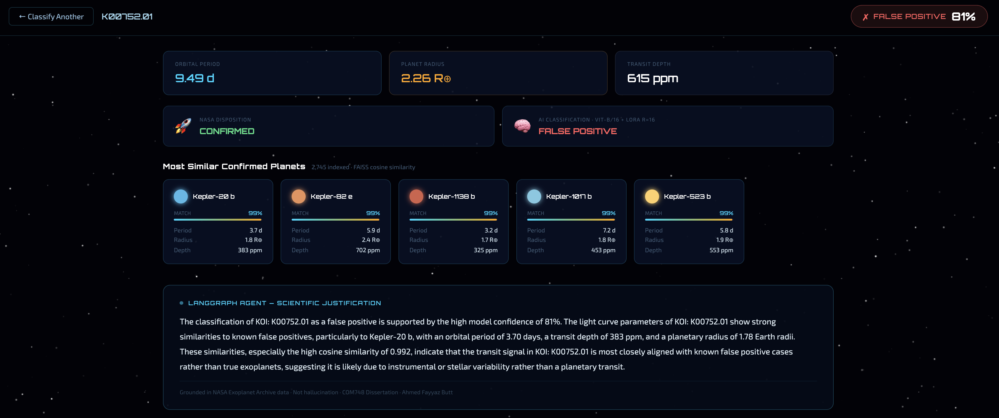 ← Classify Another
K00752.01
✗ FALSE POSITIVE 81%
ORBITAL PERIOD
9.49 d
PLANET RADIUS
2.26 R⊕
TRANSIT DEPTH
615 ppm
NASA DISPOSITION
CONFIRMED
AI CLASSIFICATION · VIT-B/16 + LORA R=16
FALSE POSITIVE
Most Similar Confirmed Planets 2,745 indexed · FAISS cosine similarity
Kepler-20 b
MATCH 99%
Period 3.7 d
Radius 1.8 R⊕
Depth 383 ppm
Kepler-82 e
MATCH 99%
Period 5.9 d
Radius 2.4 R⊕
Depth 702 ppm
Kepler-1138 b
MATCH 99%
Period 3.2 d
Radius 1.7 R⊕
Depth 325 ppm
Kepler-1017 b
MATCH 99%
Period 7.2 d
Radius 1.8 R⊕
Depth 453 ppm
Kepler-523 b
MATCH 99%
Period 5.8 d
Radius 1.9 R⊕
Depth 553 ppm
LANGGRAPH AGENT — SCIENTIFIC JUSTIFICATION
The classification of KOI: K00752.01 as a false positive is supported by the high model confidence of 81%. The light curve parameters of KOI: K00752.01 show strong
similarities to known false positives, particularly to Kepler-20 b, with an orbital period of 3.70 days, a transit depth of 383 ppm, and a planetary radius of 1.78 Earth radii.
These similarities, especially the high cosine similarity of 0.992, indicate that the transit signal in KOI: K00752.01 is most closely aligned with known false positive cases
rather than true exoplanets, suggesting it is likely due to instrumental or stellar variability rather than a planetary transit.
Grounded in NASA Exoplanet Archive data · Not hallucination · COM748 Dissertation · Ahmed Fayyaz Butt